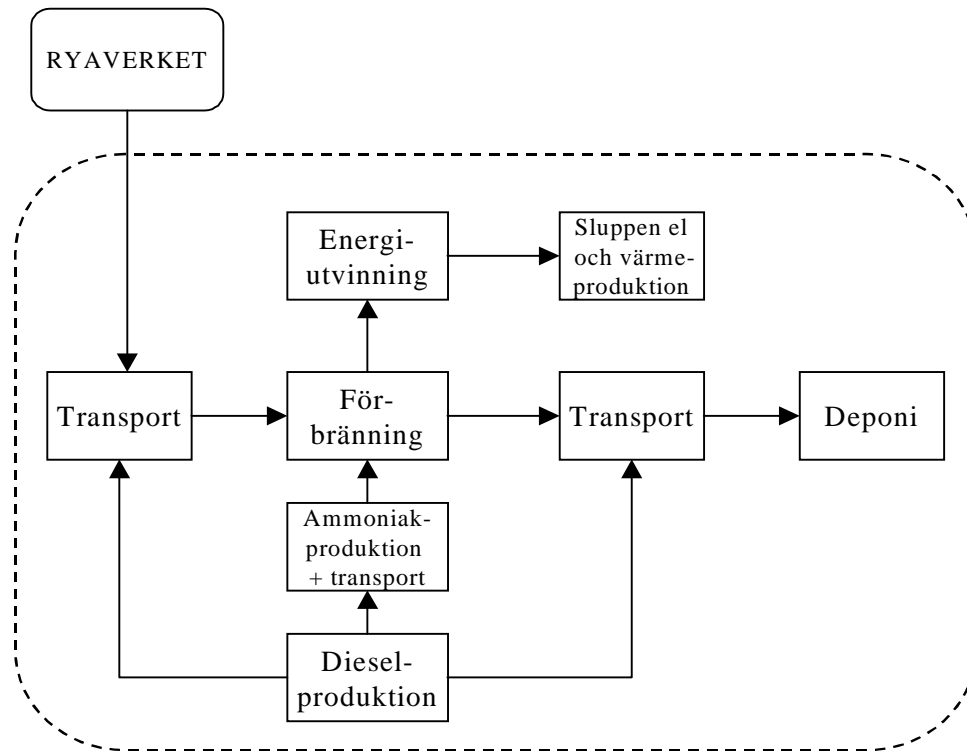 RYAVERKET
Energi-
utvinning
Sluppen el
och värme-
produktion
Transport
För-
bränning
Transport
Deponi
Ammoniak-
produktion
+ transport
Diesel-
produktion